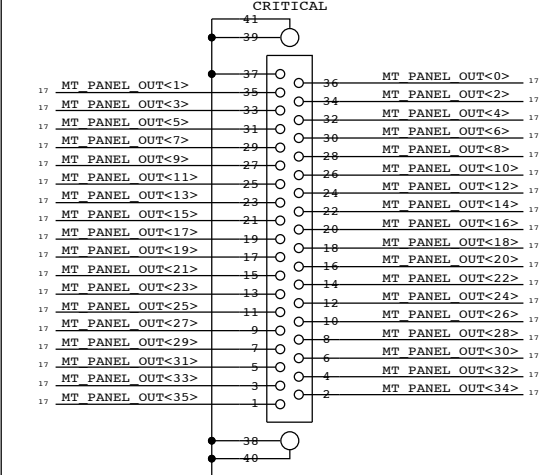 CRITICAL
41
39
37
36 MT_PANEL_OUT<0> 17
17 MT_PANEL_OUT<1> 35
34 MT_PANEL_OUT<2> 17
17 MT_PANEL_OUT<3> 33
32 MT_PANEL_OUT<4> 17
17 MT_PANEL_OUT<5> 31
30 MT_PANEL_OUT<6> 17
17 MT_PANEL_OUT<7> 29
28 MT_PANEL_OUT<8> 17
17 MT_PANEL_OUT<9> 27
26 MT_PANEL_OUT<10> 17
17 MT_PANEL_OUT<11> 25
24 MT_PANEL_OUT<12> 17
17 MT_PANEL_OUT<13> 23
22 MT_PANEL_OUT<14> 17
17 MT_PANEL_OUT<15> 21
20 MT_PANEL_OUT<16> 17
17 MT_PANEL_OUT<17> 19
18 MT_PANEL_OUT<18> 17
17 MT_PANEL_OUT<19> 17
16 MT_PANEL_OUT<20> 17
17 MT_PANEL_OUT<21> 15
14 MT_PANEL_OUT<22> 17
17 MT_PANEL_OUT<23> 13
12 MT_PANEL_OUT<24> 17
17 MT_PANEL_OUT<25> 11
10 MT_PANEL_OUT<26> 17
17 MT_PANEL_OUT<27> 9
8 MT_PANEL_OUT<28> 17
17 MT_PANEL_OUT<29> 7
6 MT_PANEL_OUT<30> 17
17 MT_PANEL_OUT<31> 5
4 MT_PANEL_OUT<32> 17
17 MT_PANEL_OUT<33> 3
2 MT_PANEL_OUT<34> 17
17 MT_PANEL_OUT<35> 1
38
40